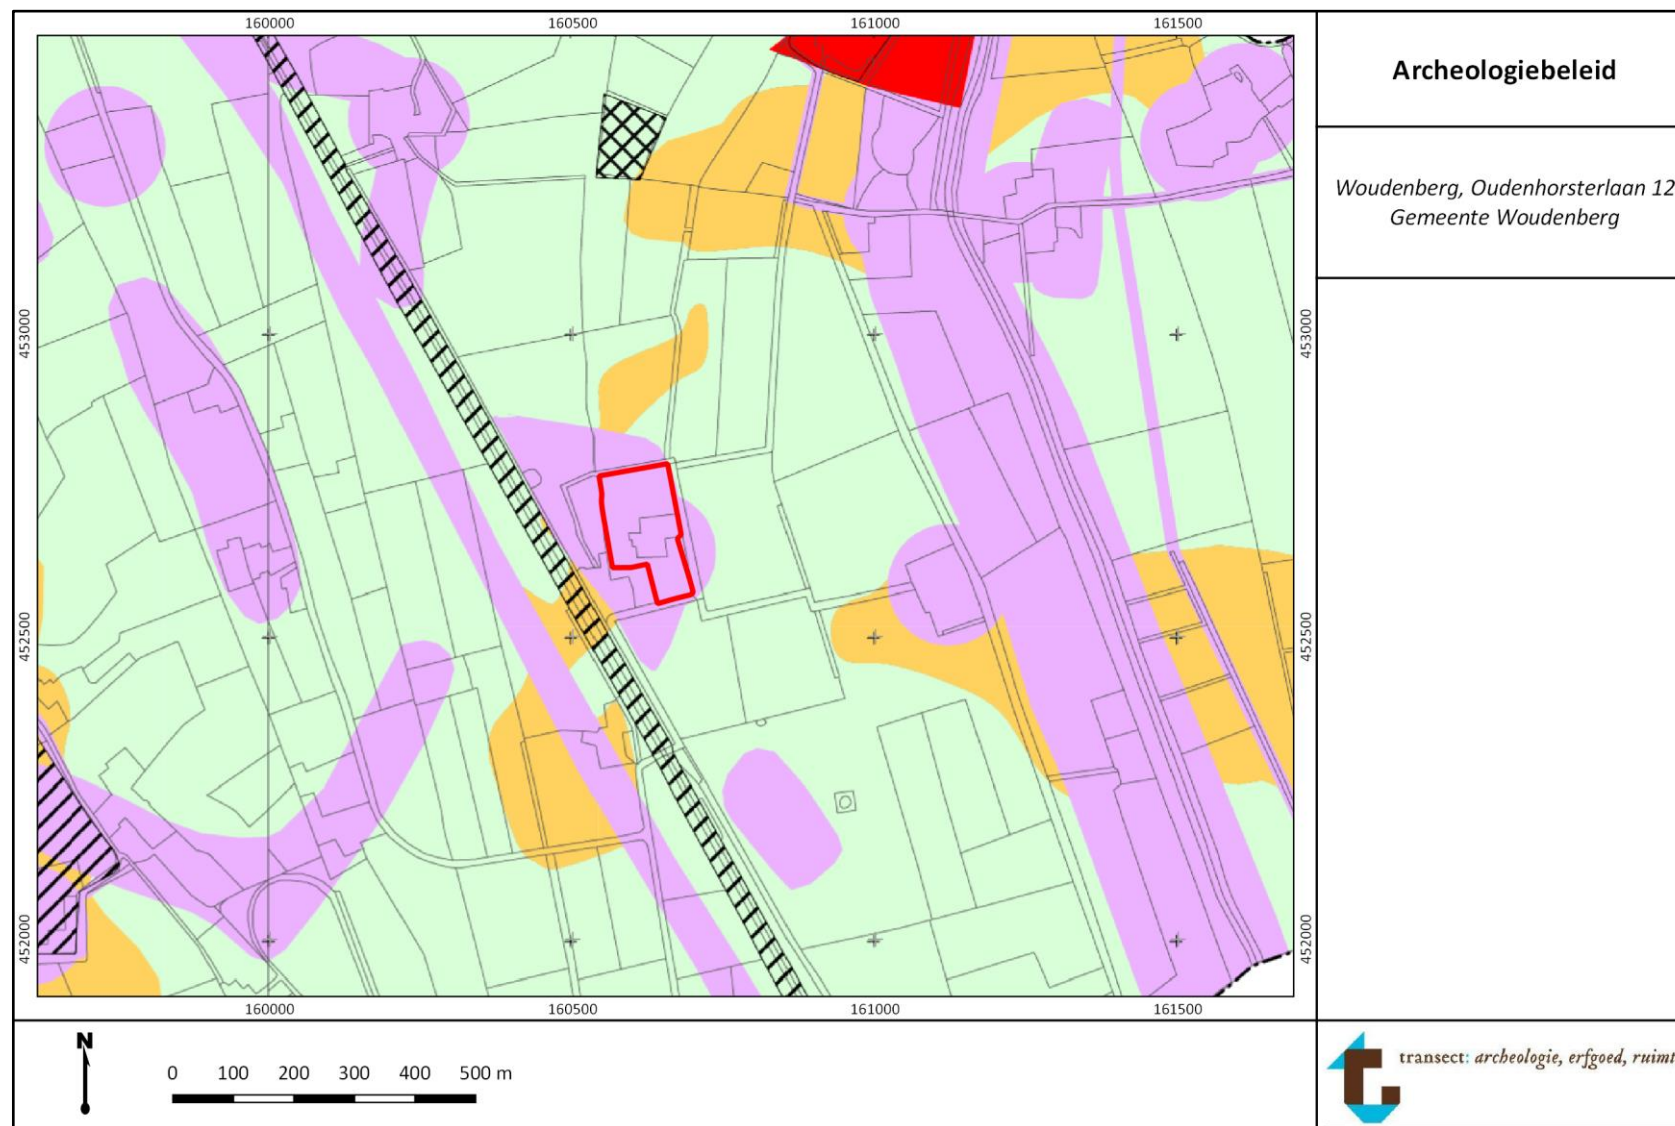 160000 160500 161000 161500
Archeologiebeleid
Woudenberg, Oudenhorsterlaan 12
Gemeente Woudenberg
453000 453000
452500 452500
452000 452000
160000 160500 161000 161500
N
0 100 200 300 400 500 m
transect: archeologie, erfgoed, ruimt